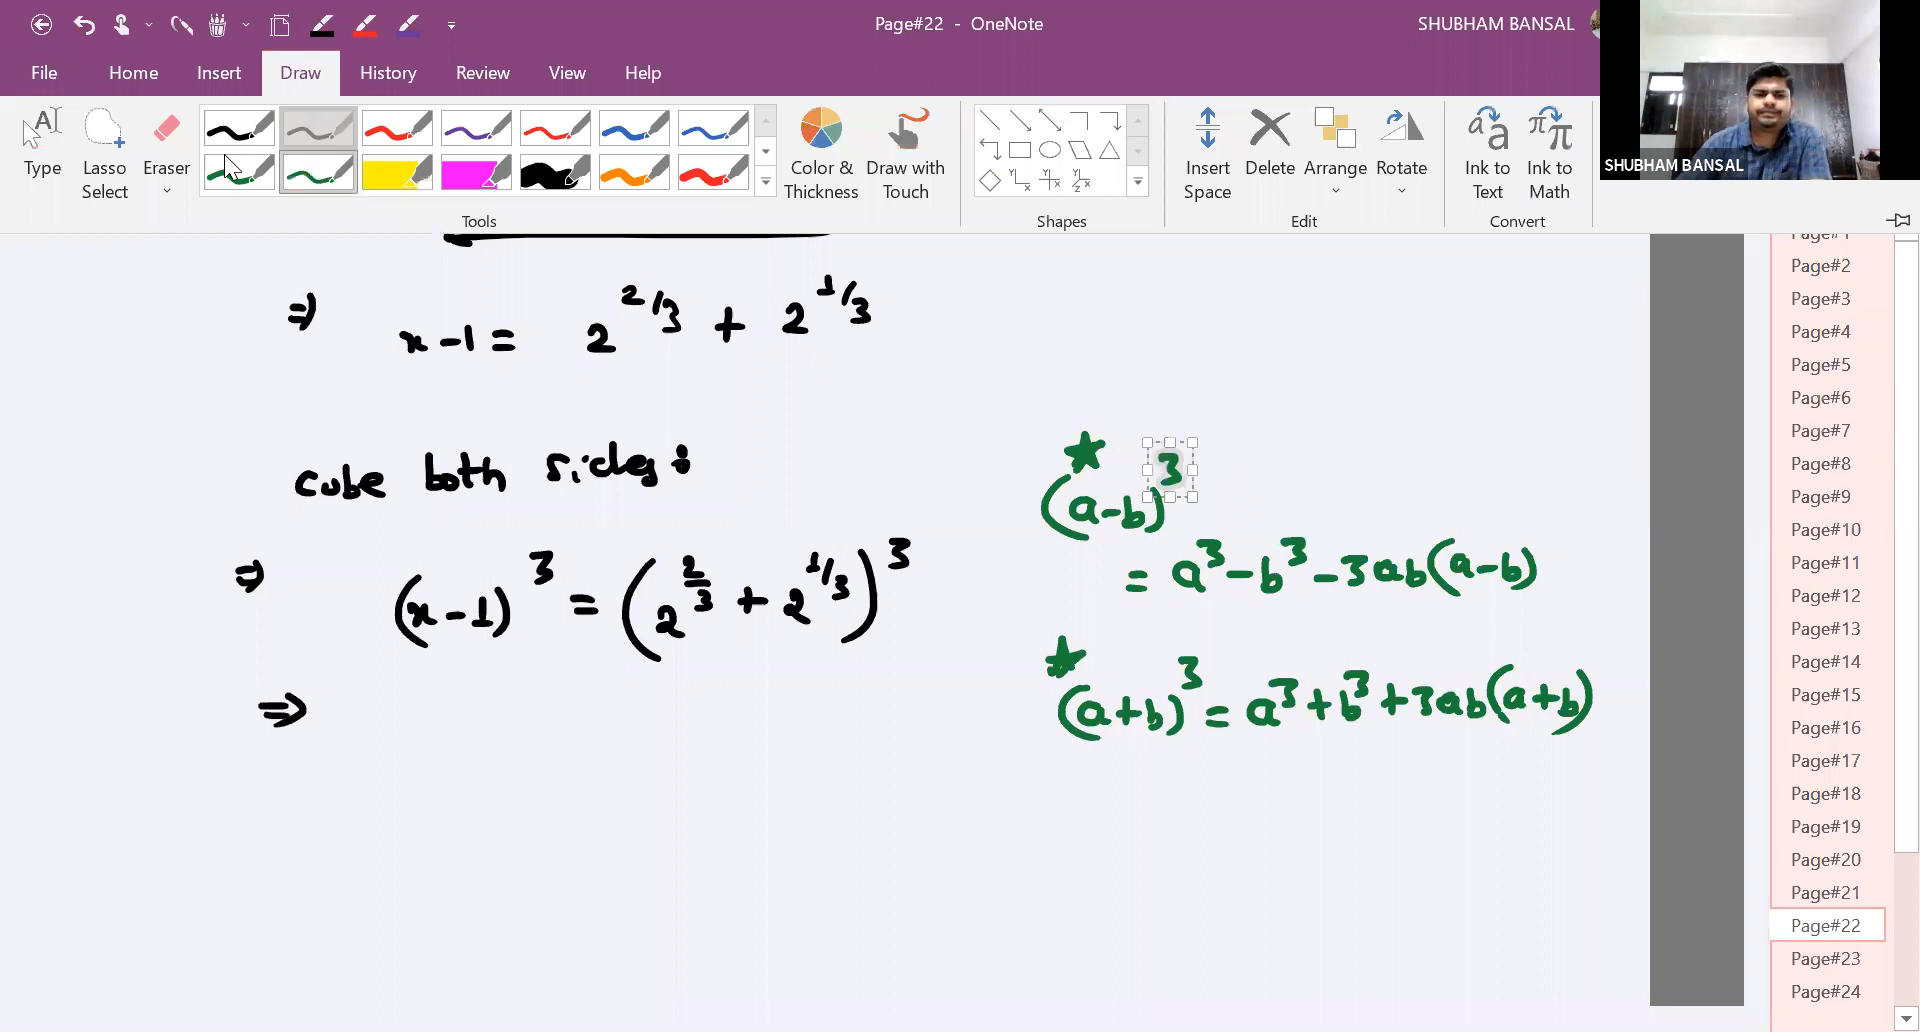 Page#22 - OneNote
SHUBHAM BANSAL
File Home Insert Draw History Review View Help
Type
Lasso Select
Eraser
Color & Thickness
Draw with Touch
Insert Space
Delete
Arrange
Rotate
Ink to Text
Ink to Math
Tools
Shapes
Edit
Convert
SHUBHAM BANSAL
⇒ x-1 = 2^{2/3} + 2^{1/3}
cube both sides:
⇒ (x-1)^3 = (2^{2/3} + 2^{1/3})^3
⇒
★ (a-b)^3
= a^3-b^3-3ab(a-b)
★ (a+b)^3 = a^3+b^3+3ab(a+b)
Page#2
Page#3
Page#4
Page#5
Page#6
Page#7
Page#8
Page#9
Page#10
Page#11
Page#12
Page#13
Page#14
Page#15
Page#16
Page#17
Page#18
Page#19
Page#20
Page#21
Page#22
Page#23
Page#24